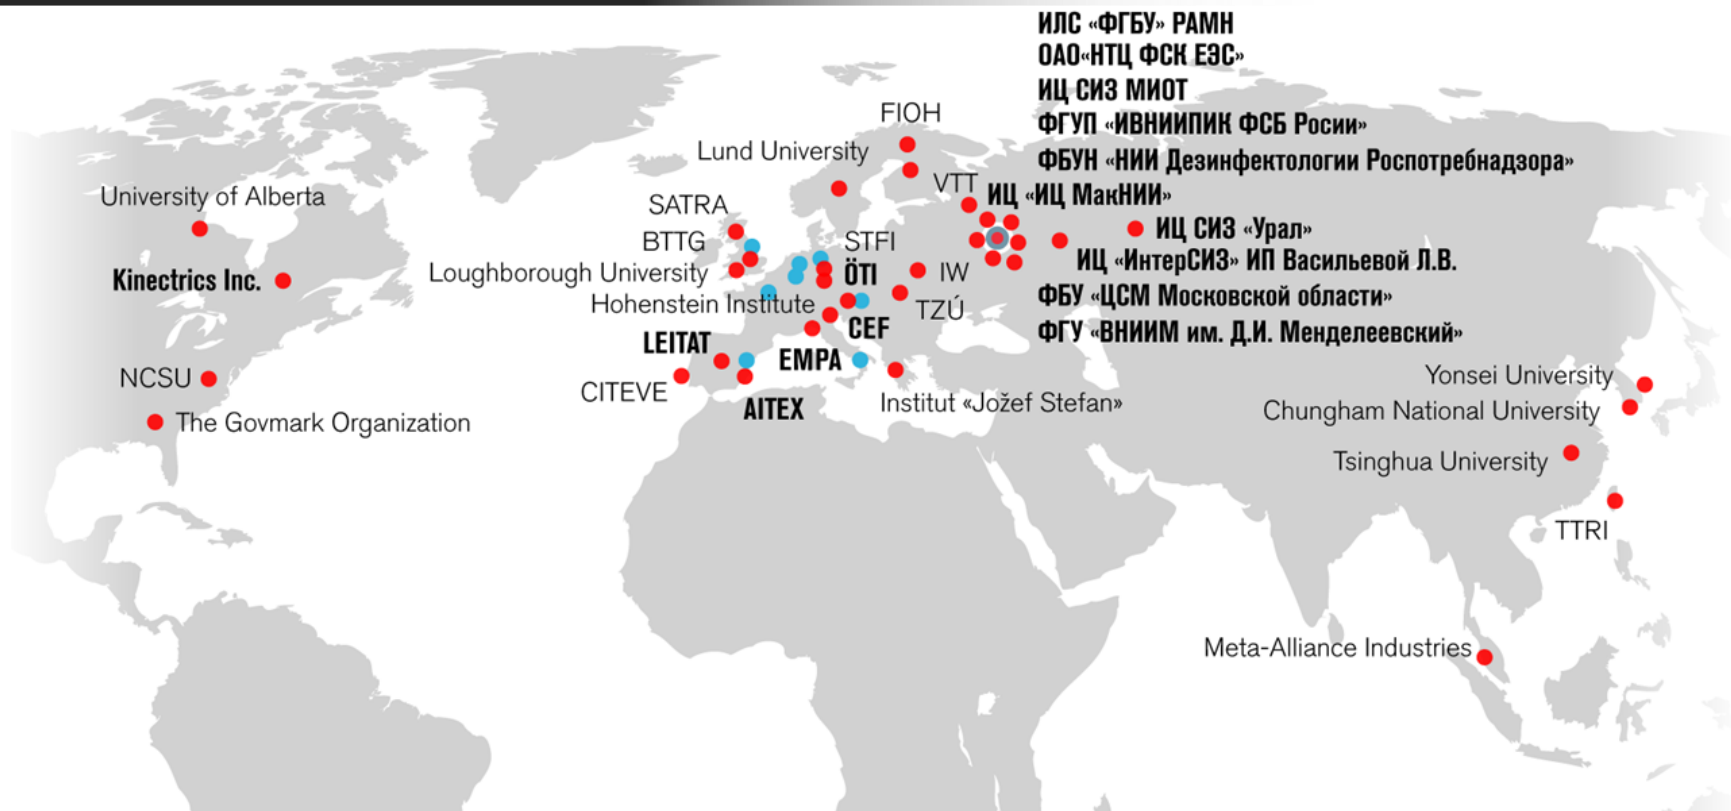 ИЛС «ФГБУ» РАМН
ОАО«НТЦ ФСК ЕЭС»
ИЦ СИЗ МИОТ
FIOH
ФГУП «ИВНИИПИК ФСБ Росии»
Lund University
ФБУН «НИИ Дезинфектологии Роспотребнадзора»
VTT
ИЦ «ИЦ МакНИИ»
University of Alberta
SATRA
ИЦ СИЗ «Урал»
BTTG
STFI
ИЦ «ИнтерСИЗ» ИП Васильевой Л.В.
Loughborough University
ÖTI
IW
Kinectrics Inc.
ФБУ «ЦСМ Московской области»
Hohenstein Institute
TZÚ
CEF
ФГУ «ВНИИМ им. Д.И. Менделеевский»
LEITAT
EMPA
NCSU
Yonsei University
CITEVE
AITEX
Institut «Jožef Stefan»
Chungham National University
The Govmark Organization
Tsinghua University
TTRI
Meta-Alliance Industries